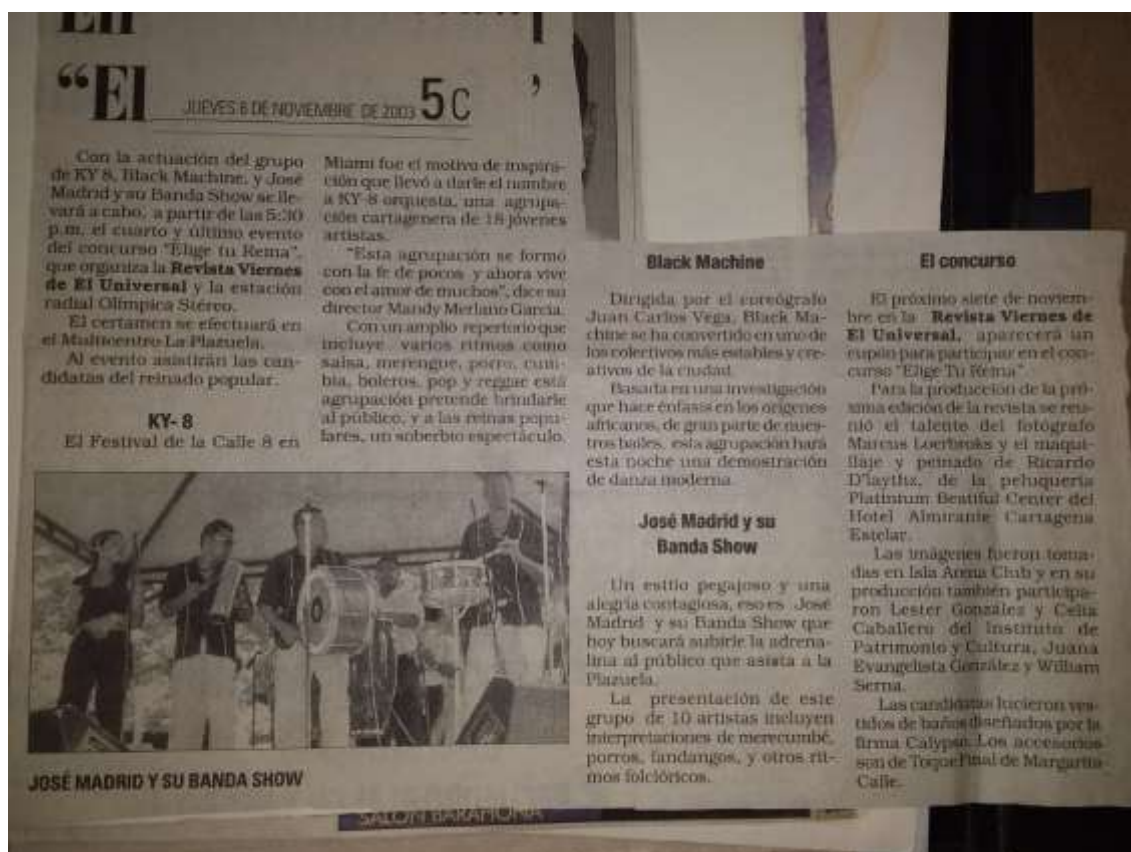 En
“El
JUEVES 6 DE NOVIEMBRE DE 2003 5C
Con la actuación del grupo
de KY 8, Black Machine, y José
Madrid y su Banda Show se lle-
vará a cabo, a partir de las 5:30
p.m. el cuarto y último evento
del concurso "Elige tu Reina",
que organiza la Revista Viernes
de El Universal y la estación
radial Olímpica Stéreo.
El certamen se efectuará en
el Multicentro La Plazuela.
Al evento asistirán las can-
didatas del reinado popular.
KY- 8
El Festival de la Calle 8 en
Miami fue el motivo de inspira-
ción que llevó a darle el nombre
a KY-8 orquesta, una agrupa-
ción cartagenera de 18 jóvenes
artistas.
"Esta agrupación se formó
con la fe de pocos y ahora vive
con el amor de muchos", dice su
director Mandy Merlano García.
Con un amplio repertorio que
incluye varios ritmos como
salsa, merengue, porro, cum-
bia, boleros, pop y reggae está
agrupación pretende brindarle
al público, y a las reinas popu-
lares, un soberbio espectáculo.
JOSÉ MADRID Y SU BANDA SHOW
Black Machine
Dirigida por el coreógrafo
Juan Carlos Vega, Black Ma-
chine se ha convertido en uno de
los colectivos más estables y cre-
ativos de la ciudad.
Basada en una investigación
que hace énfasis en los orígenes
africanos, de gran parte de nues-
tros bailes, esta agrupación hará
esta noche una demostración
de danza moderna.
José Madrid y su
Banda Show
Un estilo pegajoso y una
alegría contagiosa, eso es José
Madrid y su Banda Show que
hoy buscará subirle la adrena-
lina al público que asista a la
Plazuela.
La presentación de este
grupo de 10 artistas incluyen
interpretaciones de merecumbé,
porros, fandangos, y otros rit-
mos folclóricos.
El concurso
El próximo siete de noviem-
bre en la Revista Viernes de
El Universal, aparecerá un
cupón para participar en el con-
curso "Elige Tu Reina".
Para la producción de la pró-
xima edición de la revista se reu-
nió el talento del fotógrafo
Marcus y el maqui-
llaje y peinado de Ricardo
de la peluquería
Platinium Beatiful Center del
Hotel Almirante Cartagena
Estelar.
Las imágenes fueron toma-
das en Isla Arena Club y en su
producción también participa-
ron Lester González y Celia
Caballero del Instituto de
Patrimonio y Cultura, Juana
Evangelista González y William
Serna.
Las candidatas lucieron ves-
tidos de baños diseñados por la
firma Calypso. Los accesorios
son de Toque Final de Margarita
Calle.
SALÓN BARAHONA